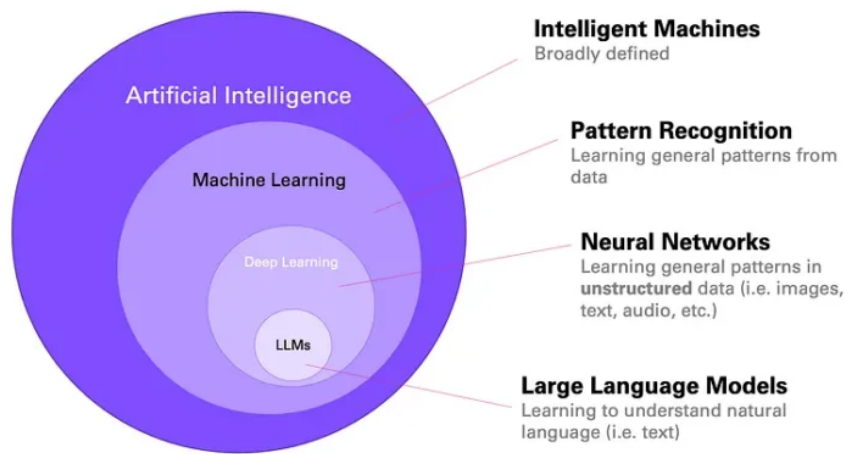 Intelligent Machines
Broadly defined
Artificial Intelligence
Pattern Recognition
Learning general patterns from
data
Machine Learning
Neural Networks
Learning general patterns in
unstructured data (i.e. images,
text, audio, etc.)
Deep Learning
LLMs
Large Language Models
Learning to understand natural
language (i.e. text)